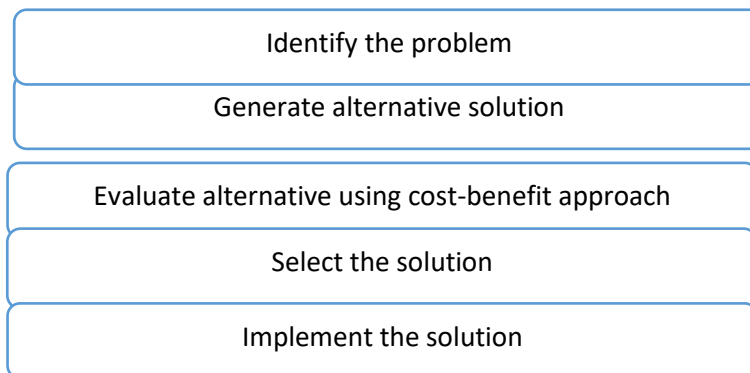 Identify the problem
Generate alternative solution
Evaluate alternative using cost-benefit approach
Select the solution
Implement the solution